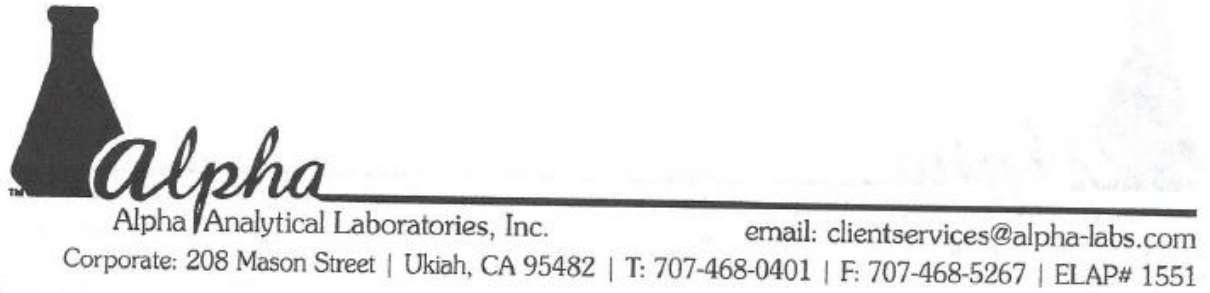 alpha
TM
Alpha Analytical Laboratories, Inc.
email: clientservices@alpha-labs.com
Corporate: 208 Mason Street | Ukiah, CA 95482 | T: 707-468-0401 | F: 707-468-5267 | ELAP# 1551